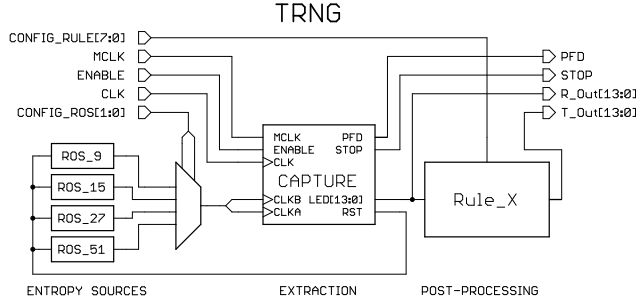 TRNG
CONFIG_RULE[7:0]
MCLK
ENABLE
CLK
CONFIG_ROS[1:0]
PFD
STOP
R_Out[13:0]
T_Out[13:0]
MCLK PFD
ENABLE STOP
CLK
CAPTURE
CLKB LED[13:0]
CLKA RST
ROS_9
ROS_15
ROS_27
ROS_51
Rule_X
ENTROPY SOURCES
EXTRACTION
POST-PROCESSING